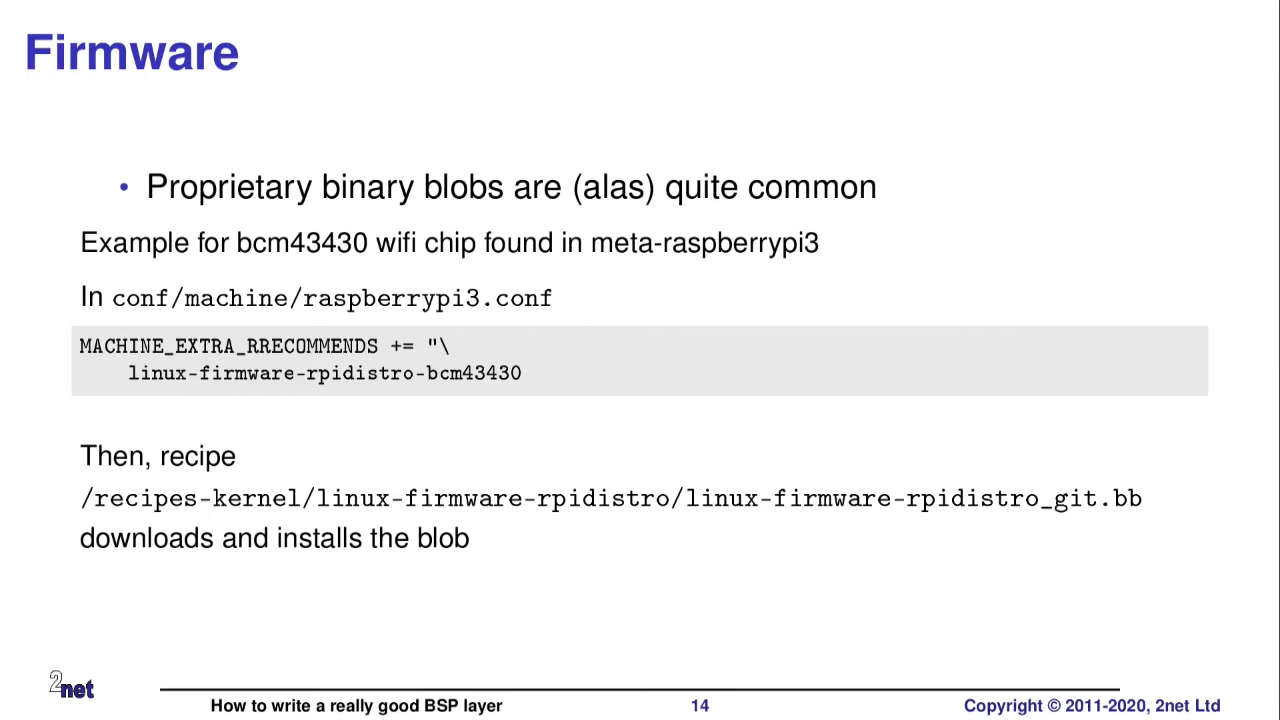 Firmware
• Proprietary binary blobs are (alas) quite common
Example for bcm43430 wifi chip found in meta-raspberrypi3
In conf/machine/raspberrypi3.conf
MACHINE_EXTRA_RRECOMMENDS += "\
    linux-firmware-rpidistro-bcm43430
Then, recipe
/recipes-kernel/linux-firmware-rpidistro/linux-firmware-rpidistro_git.bb
downloads and installs the blob
2net
How to write a really good BSP layer 14 Copyright © 2011-2020, 2net Ltd